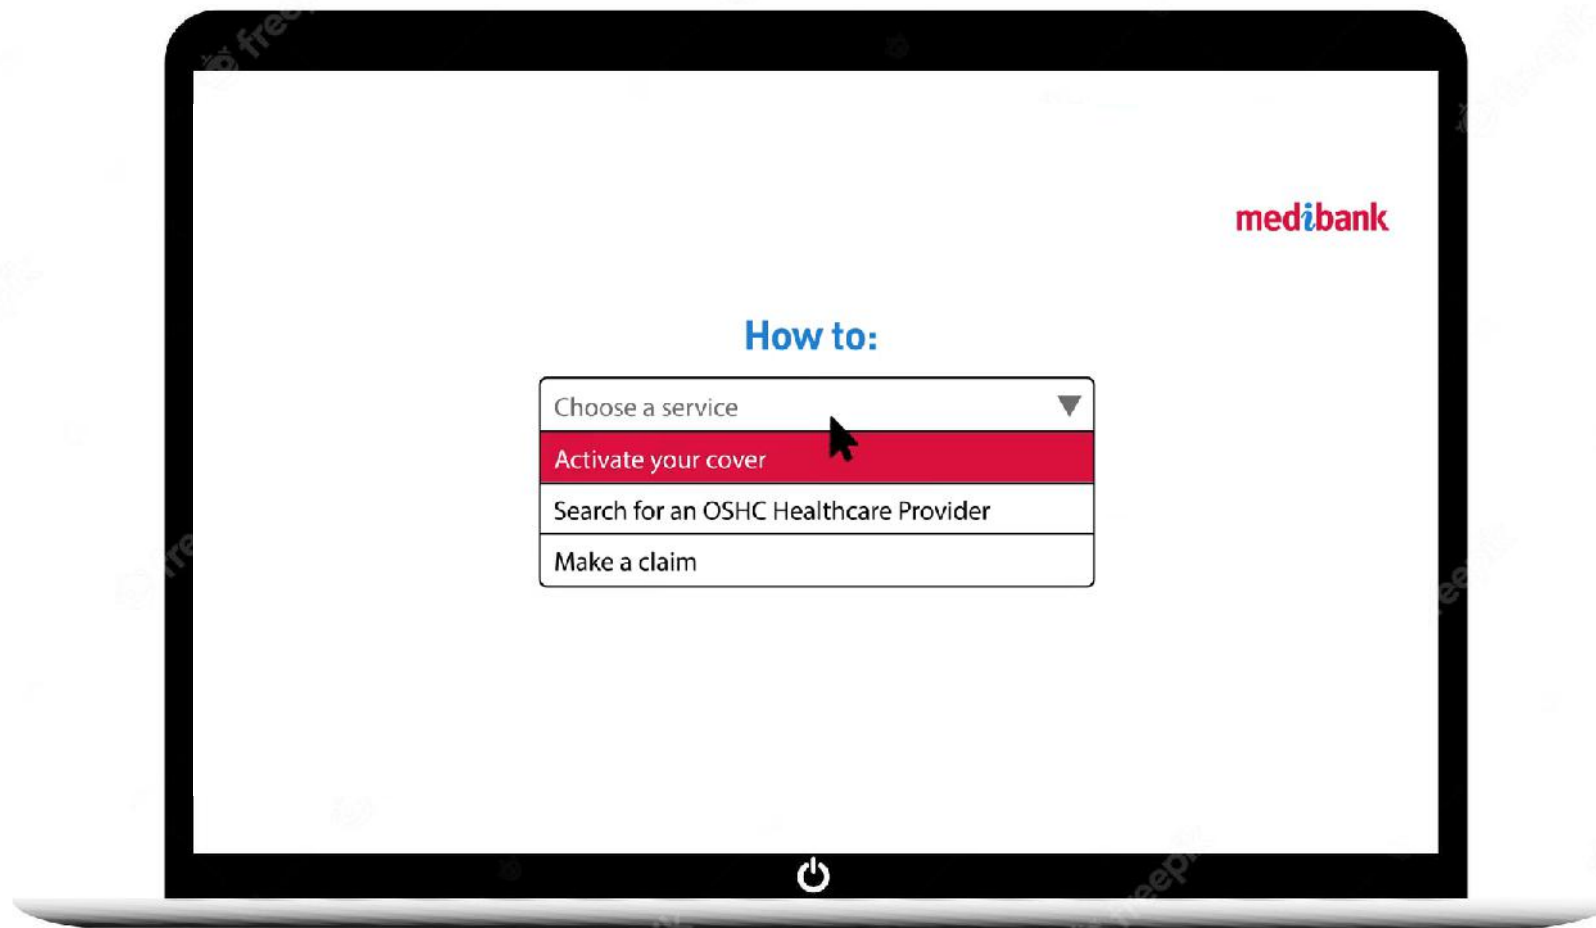 medibank
How to:
Choose a service
Activate your cover
Search for an OSHC Healthcare Provider
Make a claim